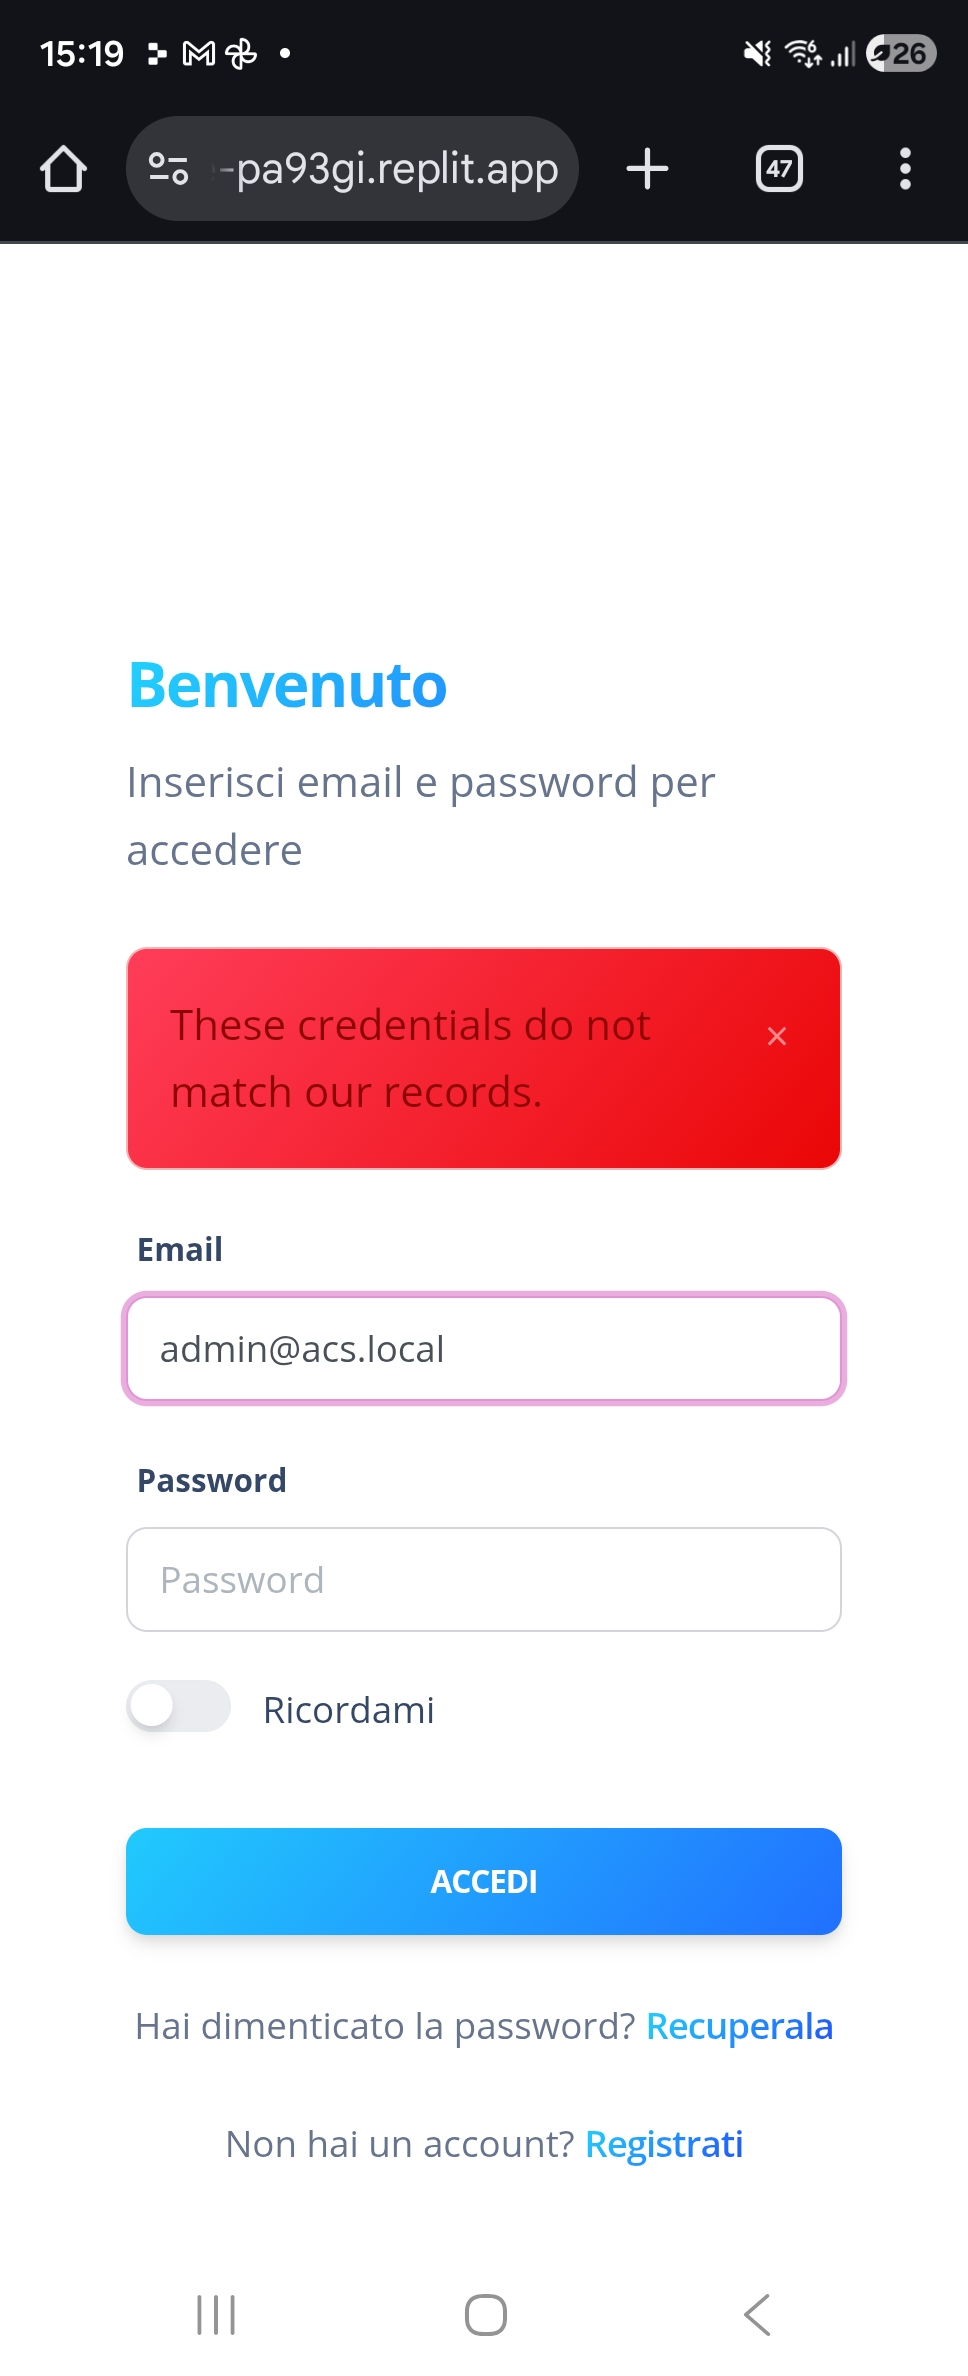 15:19
26
-pa93gi.replit.app
47
Benvenuto
Inserisci email e password per
accedere
These credentials do not
match our records.
×
Email
admin@acs.local
Password
Password
Ricordami
ACCEDI
Hai dimenticato la password? Recuperala
Non hai un account? Registrati